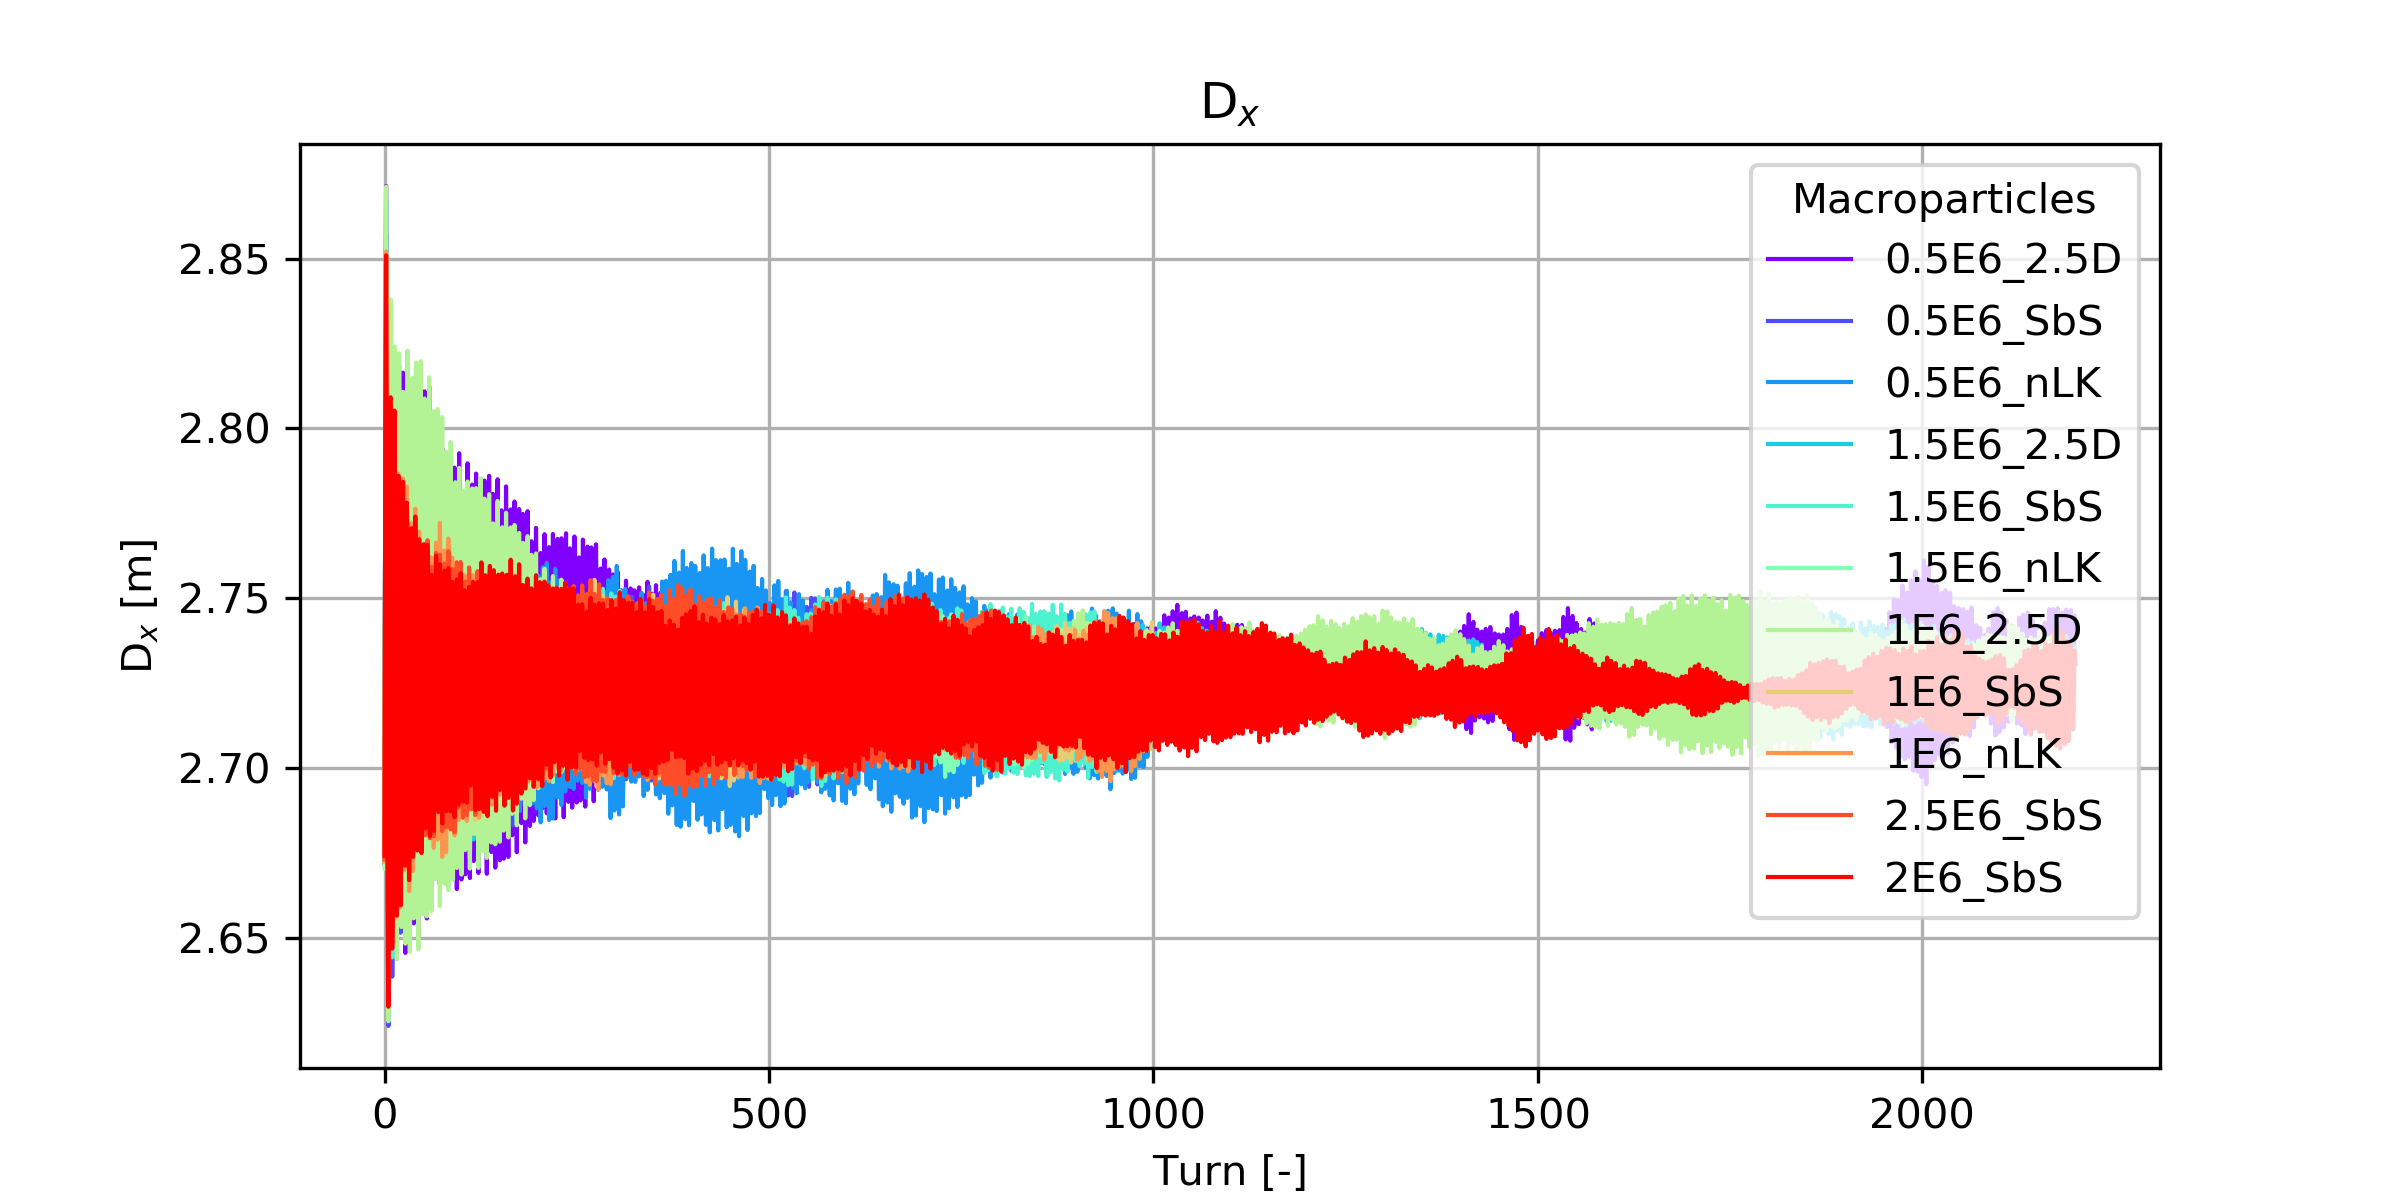 Dx
Macroparticles
0.5E6_2.5D
0.5E6_SbS
0.5E6_nLK
1.5E6_2.5D
1.5E6_SbS
1.5E6_nLK
1E6_2.5D
1E6_SbS
1E6_nLK
2.5E6_SbS
2E6_SbS
Dx [m]
2.85
2.80
2.75
2.70
2.65
0 500 1000 1500 2000
Turn [-]